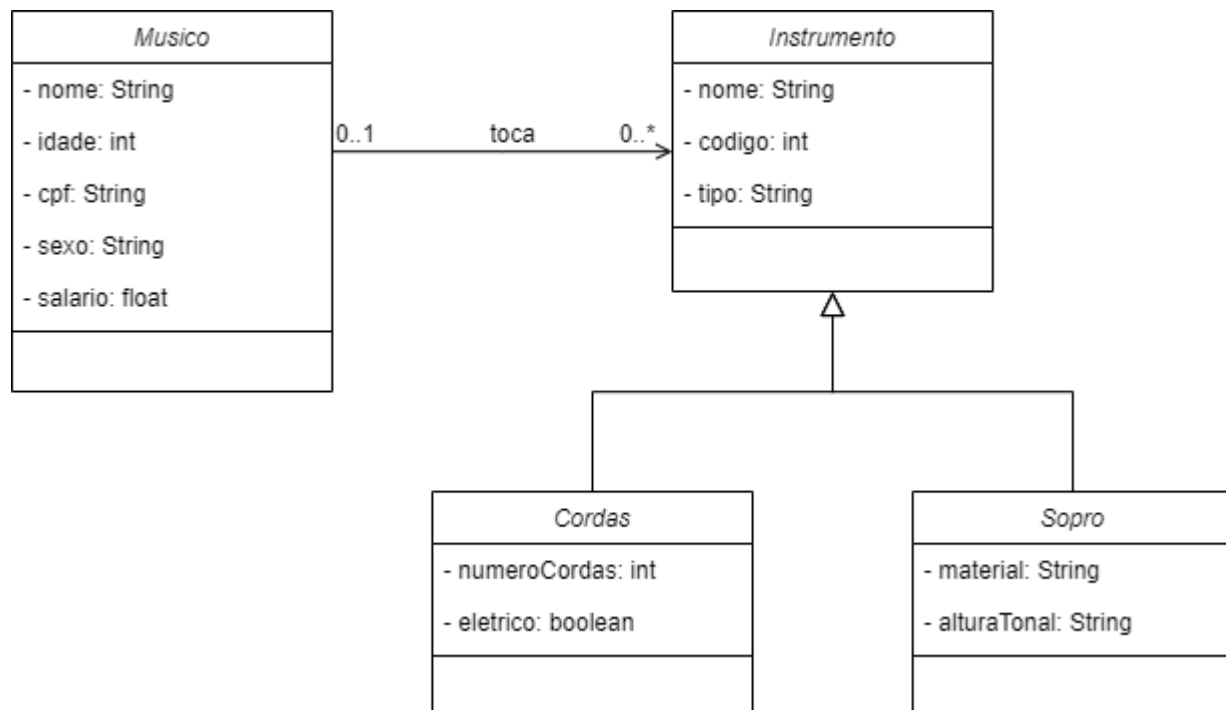 Musico
- nome: String
- idade: int
- cpf: String
- sexo: String
- salario: float
0..1 toca 0..*
Instrumento
- nome: String
- codigo: int
- tipo: String
Cordas
- numeroCordas: int
- eletrico: boolean
Sopro
- material: String
- alturaTonal: String